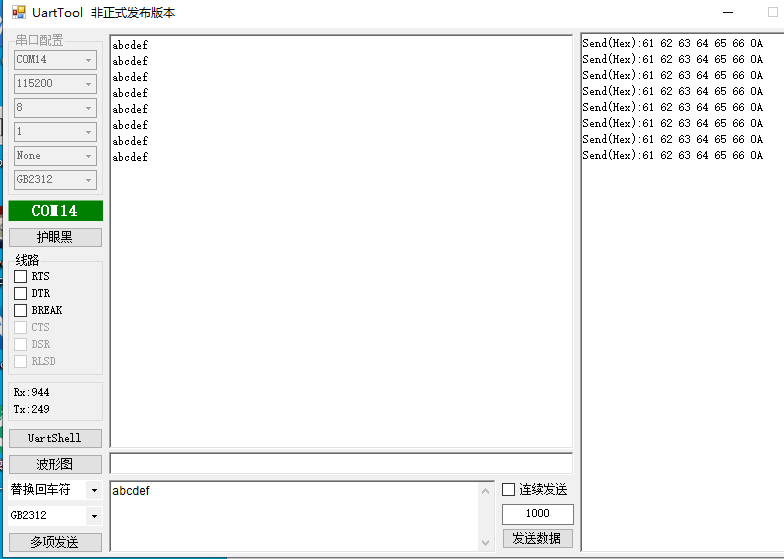 UartTool 非正式发布版本
串口配置
COM14
115200
8
1
None
GB2312
COM14
护眼黑
线路
RTS
DTR
BREAK
CTS
DSR
RLSD
Rx:944
Tx:249
UartShell
波形图
替换回车符
GB2312
多项发送
abcdef
abcdef
abcdef
abcdef
abcdef
abcdef
abcdef
abcdef
abcdef
连续发送
1000
发送数据
Send(Hex):61 62 63 64 65 66 0A
Send(Hex):61 62 63 64 65 66 0A
Send(Hex):61 62 63 64 65 66 0A
Send(Hex):61 62 63 64 65 66 0A
Send(Hex):61 62 63 64 65 66 0A
Send(Hex):61 62 63 64 65 66 0A
Send(Hex):61 62 63 64 65 66 0A
Send(Hex):61 62 63 64 65 66 0A